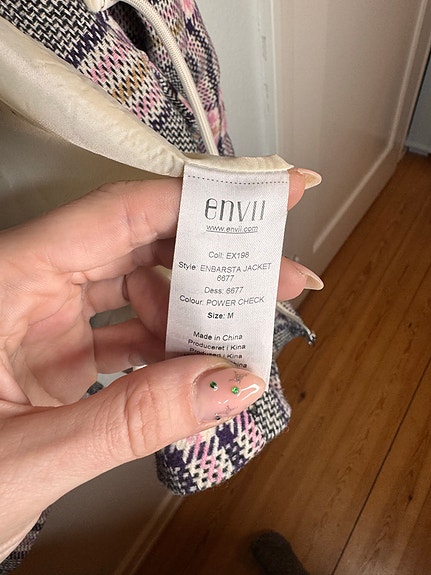 envii
www.envii.com
Coll: EX198
Style: ENBARSTA JACKET
6677
Dess: 6677
Colour: POWER CHECK
Size: M
Made in China
Produceret i Kina
i Kina